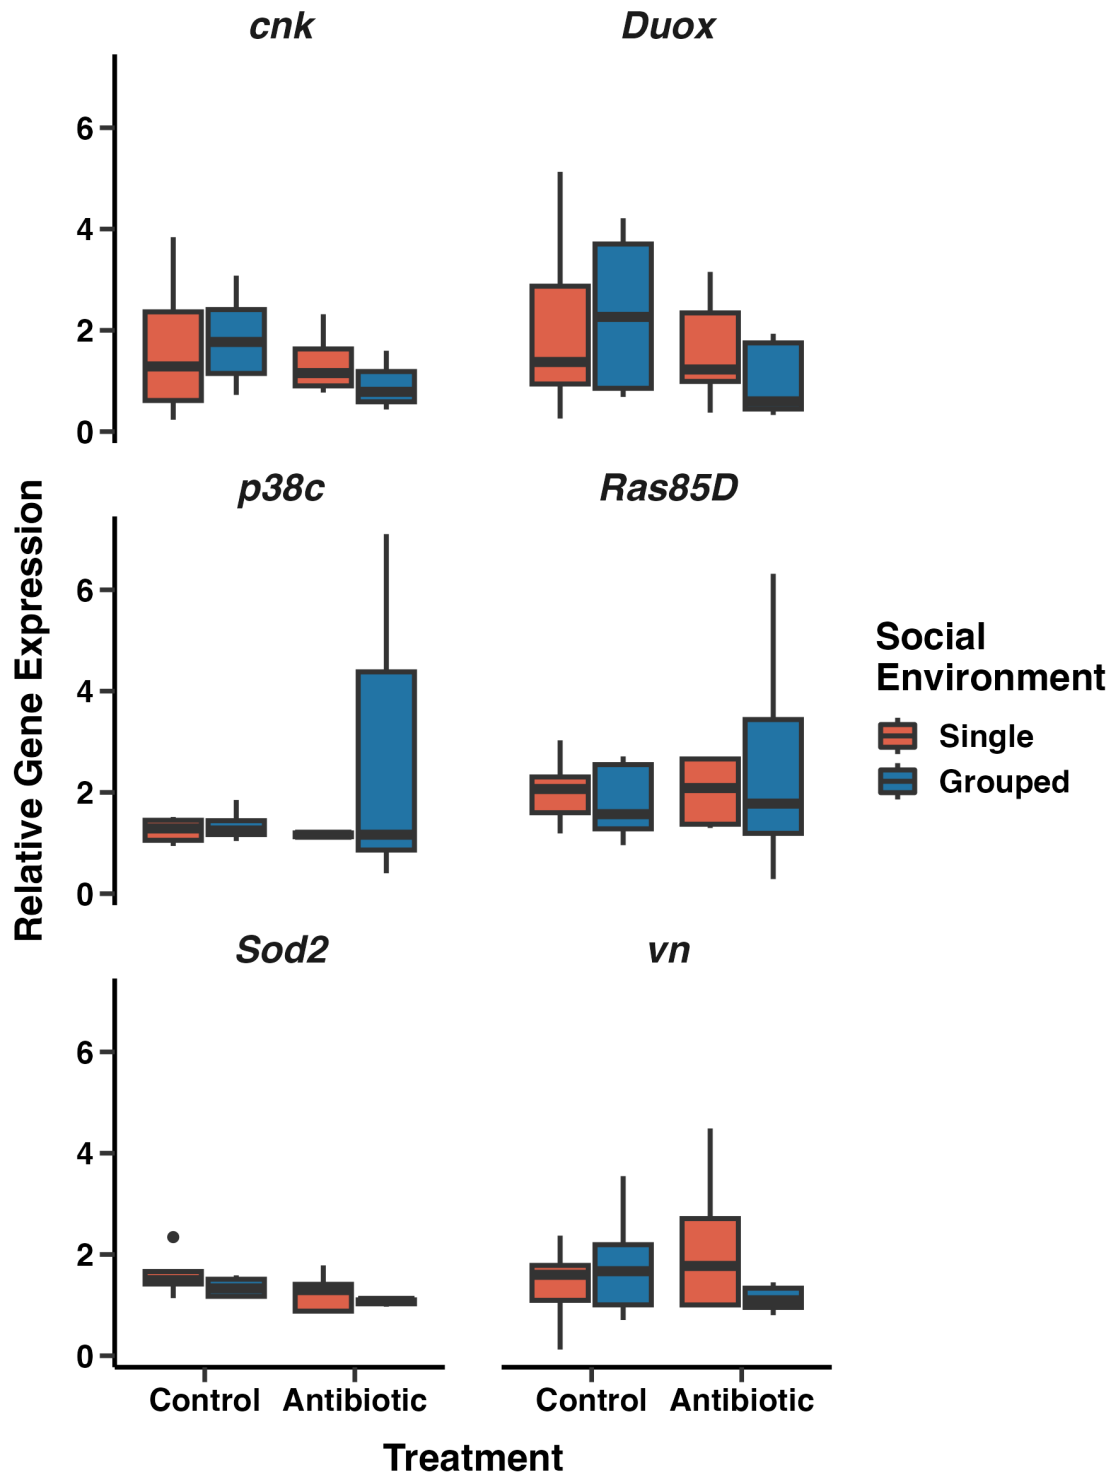 cnk
Duox
6
4
2
0
p38c
Ras85D
6
4
2
0
Sod2
vn
6
4
2
0
Control
Antibiotic
Control
Antibiotic
Treatment
Relative Gene Expression
Social
Environment
Single
Grouped